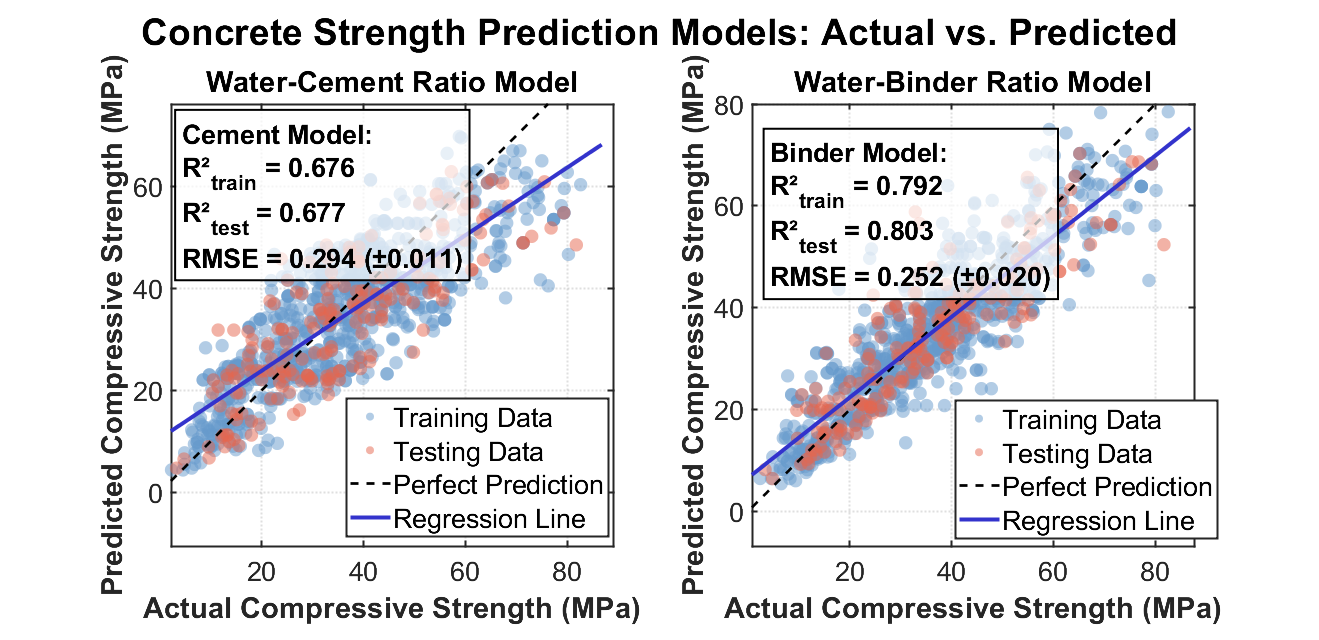 Concrete Strength Prediction Models: Actual vs. Predicted
Water-Cement Ratio Model
Predicted Compressive Strength (MPa)
60
40
20
0
Cement Model:
R²train = 0.676
R²test = 0.677
RMSE = 0.294 (±0.011)
Training Data
Testing Data
Perfect Prediction
Regression Line
20 40 60 80
Actual Compressive Strength (MPa)
Water-Binder Ratio Model
Predicted Compressive Strength (MPa)
80
60
40
20
0
Binder Model:
R²train = 0.792
R²test = 0.803
RMSE = 0.252 (±0.020)
Training Data
Testing Data
Perfect Prediction
Regression Line
20 40 60 80
Actual Compressive Strength (MPa)